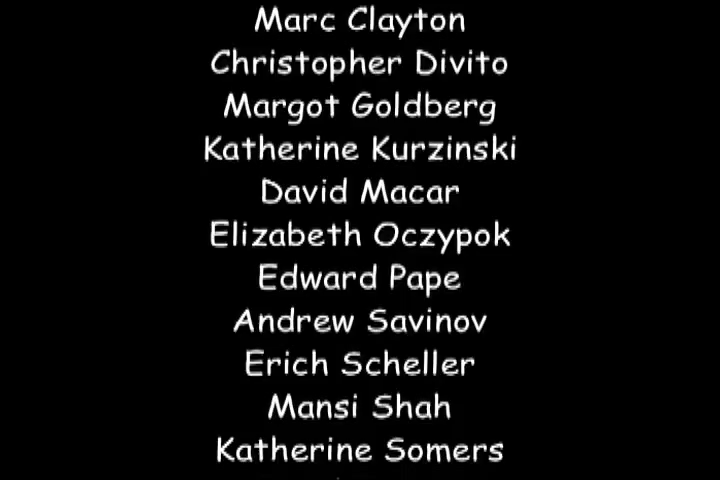 Marc Clayton
Christopher Divito
Margot Goldberg
Katherine Kurzinski
David Macar
Elizabeth Oczypok
Edward Pape
Andrew Savinov
Erich Scheller
Mansi Shah
Katherine Somers